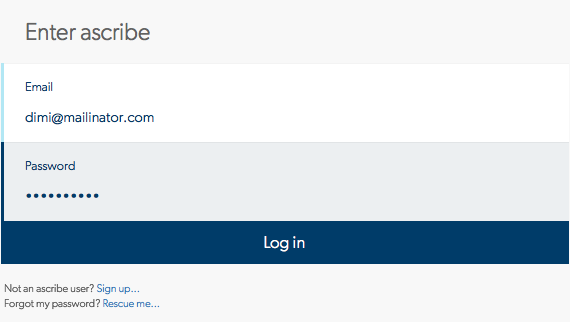 Enter ascribe
Email
dimi@mailinator.com
Password
••••••••••
Log in
Not an ascribe user? Sign up...
Forgot my password? Rescue me...